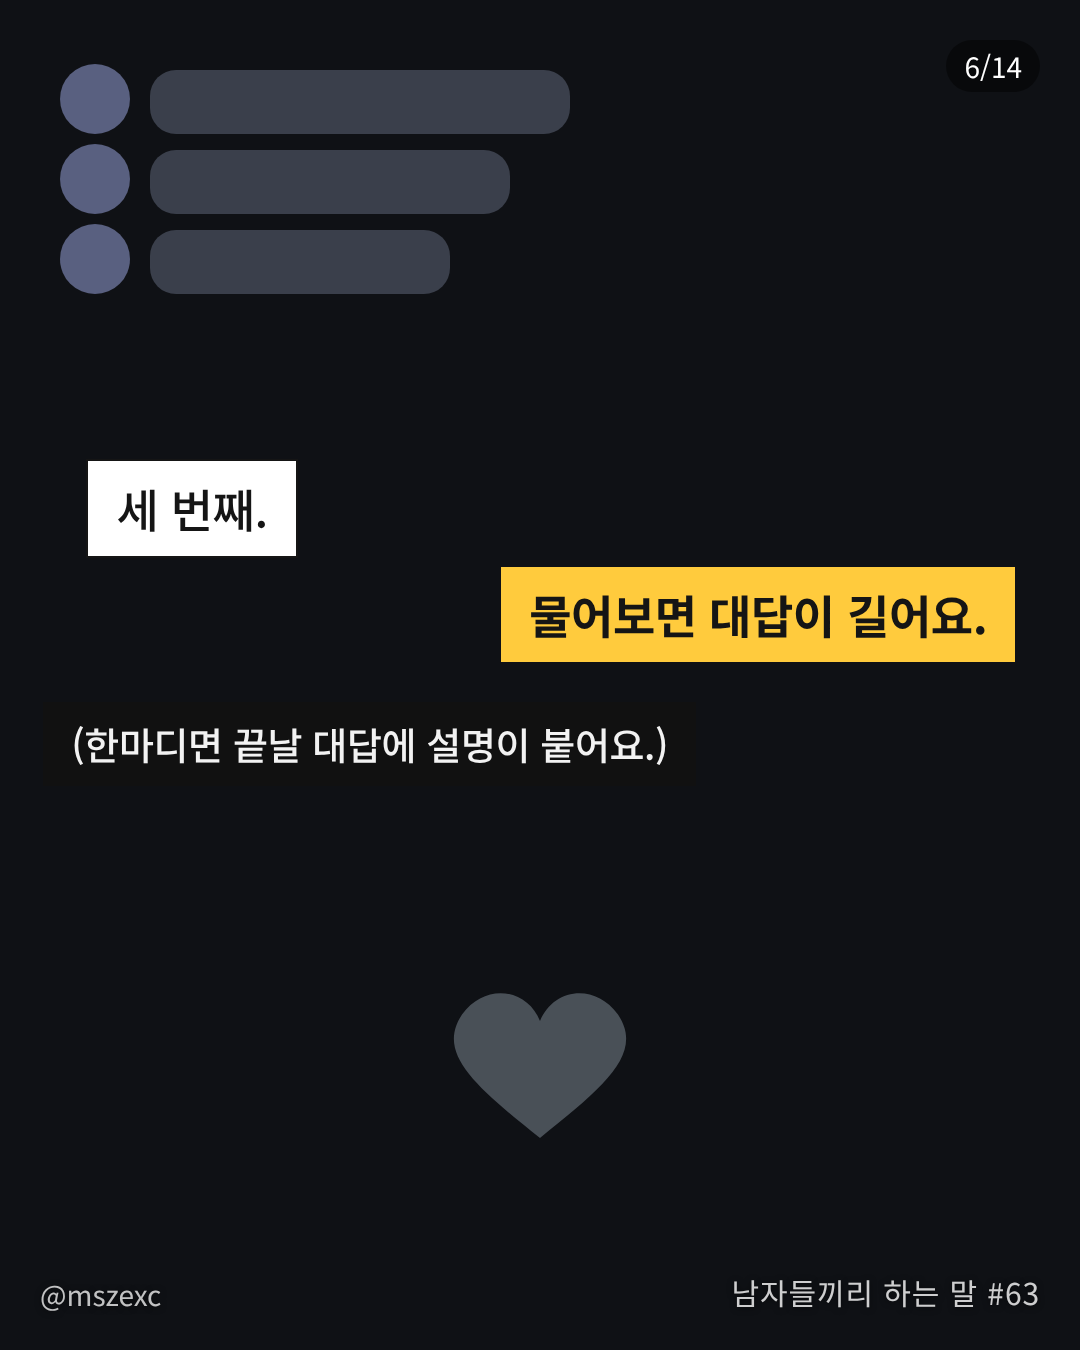 6/14
세 번째.
물어보면 대답이 길어요.
(한마디면 끝날 대답에 설명이 붙어요.)
@mszexc
남자들끼리 하는 말 #63